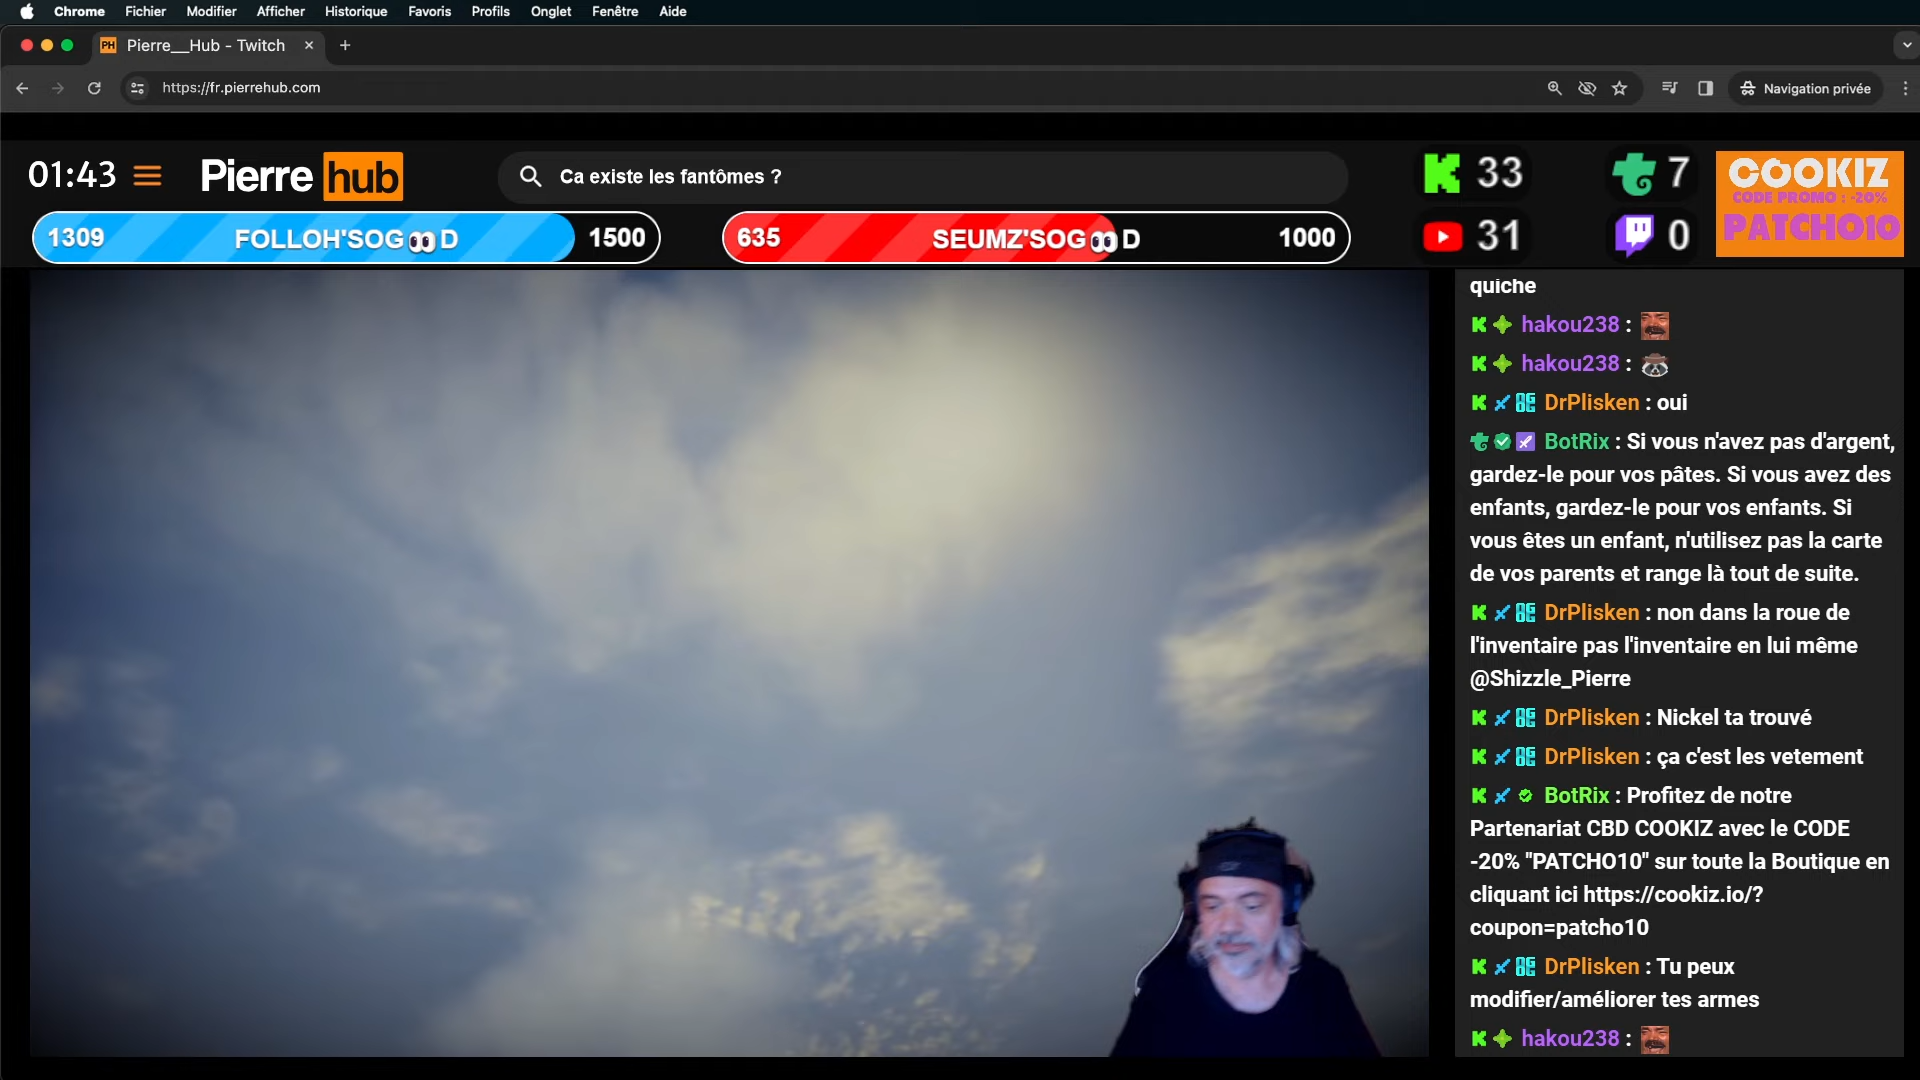 Chrome Fichier Modifier Afficher Historique Favoris Profils Onglet Fenêtre Aide
PH Pierre__Hub - Twitch
https://fr.pierrehub.com
Navigation privée
01:43
Pierre hub
Ca existe les fantômes ?
33
7
COOKIZ
CODE PROMO : -20%
PATCHO10
1309 FOLLOH'SOG👀D 1500
635 SEUMZ'SOG👀D 1000
31
0
quiche
hakou238 :
hakou238 :
DrPlisken : oui
BotRix : Si vous n'avez pas d'argent,
gardez-le pour vos pâtes. Si vous avez des
enfants, gardez-le pour vos enfants. Si
vous êtes un enfant, n'utilisez pas la carte
de vos parents et range là tout de suite.
DrPlisken : non dans la roue de
l'inventaire pas l'inventaire en lui même
@Shizzle_Pierre
DrPlisken : Nickel ta trouvé
DrPlisken : ça c'est les vetement
BotRix : Profitez de notre
Partenariat CBD COOKIZ avec le CODE
-20% "PATCHO10" sur toute la Boutique en
cliquant ici https://cookiz.io/?
coupon=patcho10
DrPlisken : Tu peux
modifier/améliorer tes armes
hakou238 :